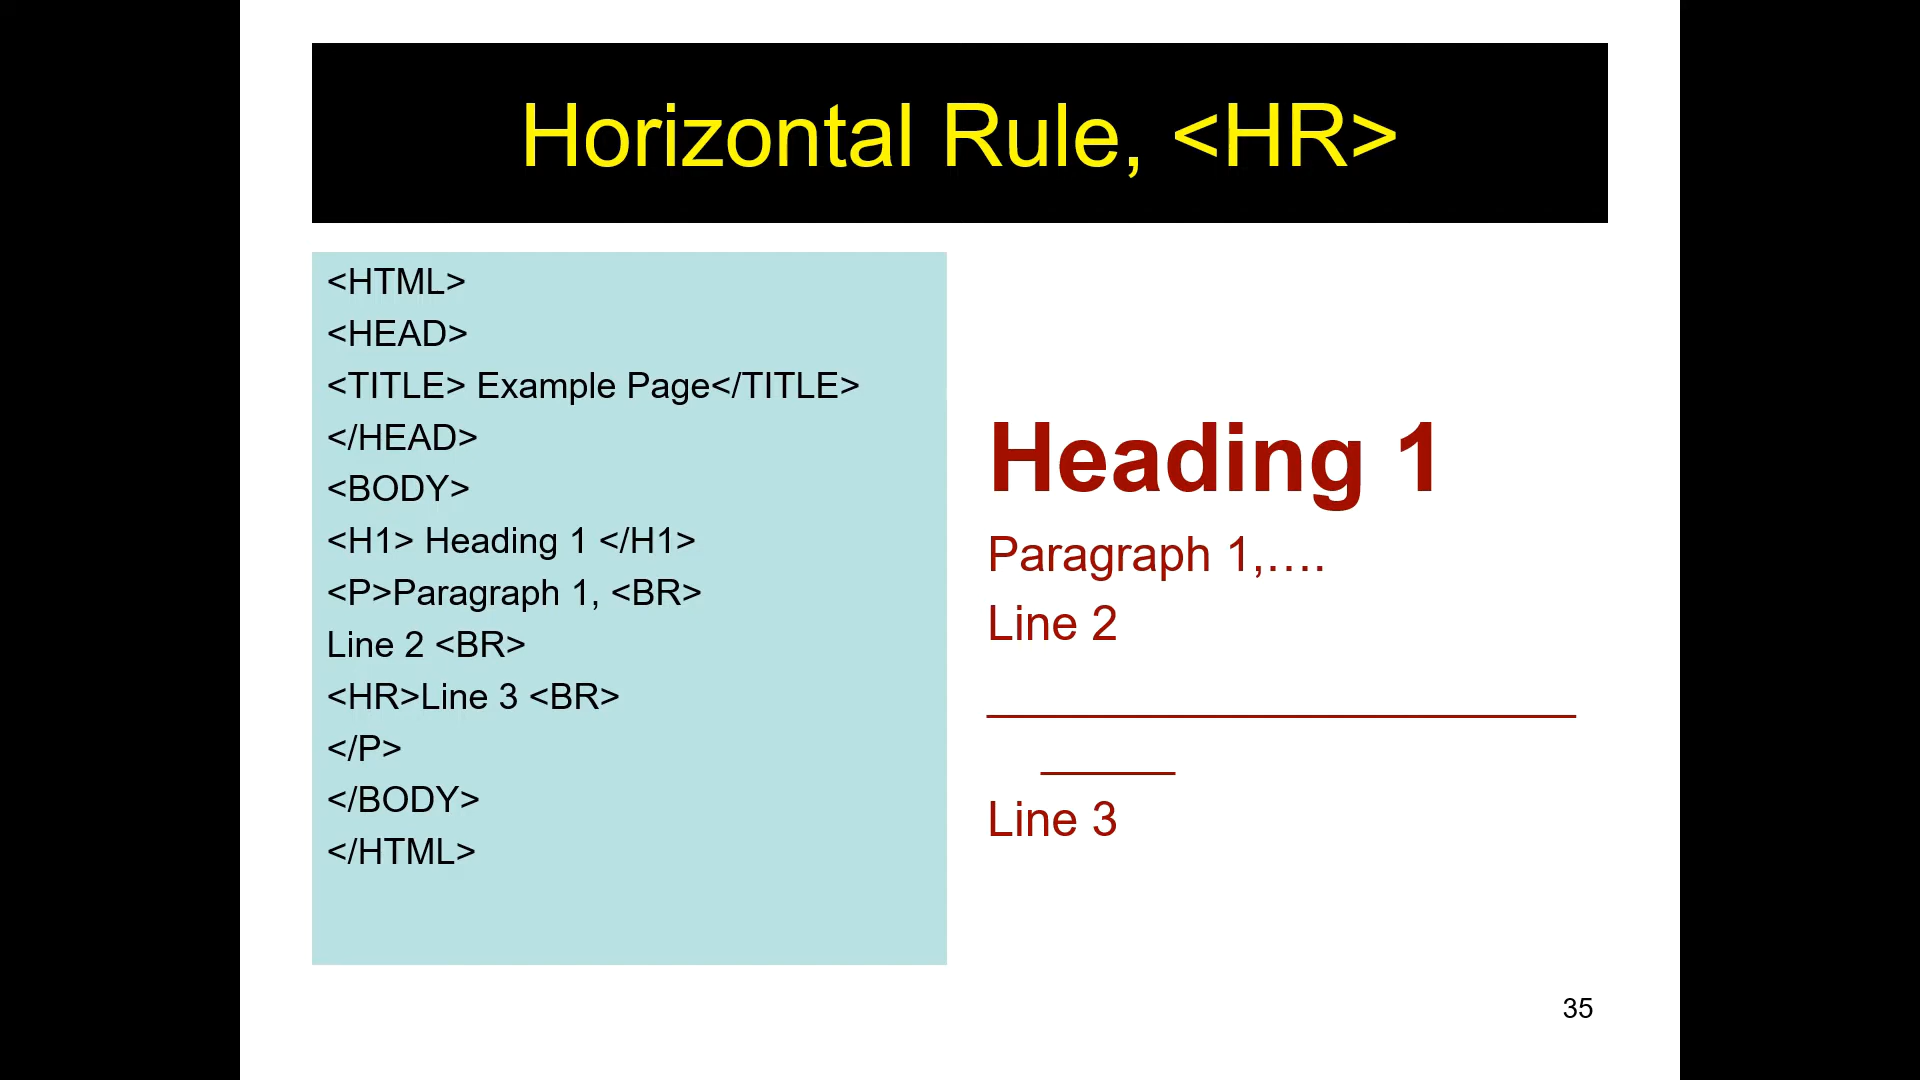 Horizontal Rule, <HR>
<HTML>
<HEAD>
<TITLE> Example Page</TITLE>
</HEAD>
<BODY>
<H1> Heading 1 </H1>
<P>Paragraph 1, <BR>
Line 2 <BR>
<HR>Line 3 <BR>
</P>
</BODY>
</HTML>
Heading 1
Paragraph 1,….
Line 2
Line 3
35